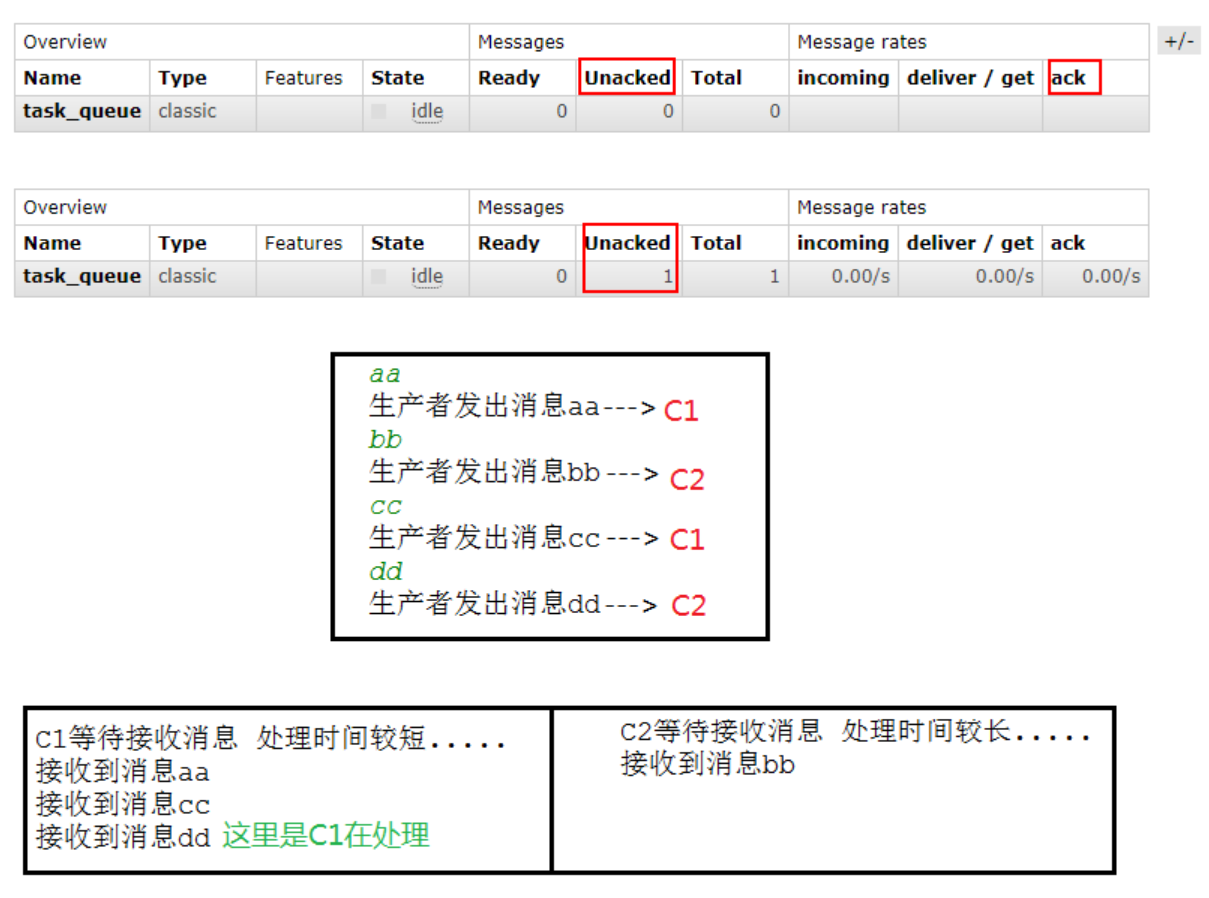 Overview Messages Message rates +/-
Name Type Features State Ready Unacked Total incoming deliver / get ack
task_queue classic idle 0 0 0
Overview Messages Message rates
Name Type Features State Ready Unacked Total incoming deliver / get ack
task_queue classic idle 0 1 1 0.00/s 0.00/s 0.00/s
aa
生产者发出消息aa---> C1
bb
生产者发出消息bb---> C2
cc
生产者发出消息cc---> C1
dd
生产者发出消息dd---> C2
C1等待接收消息 处理时间较短.....
接收到消息aa
接收到消息cc
接收到消息dd 这里是C1在处理
C2等待接收消息 处理时间较长.....
接收到消息bb